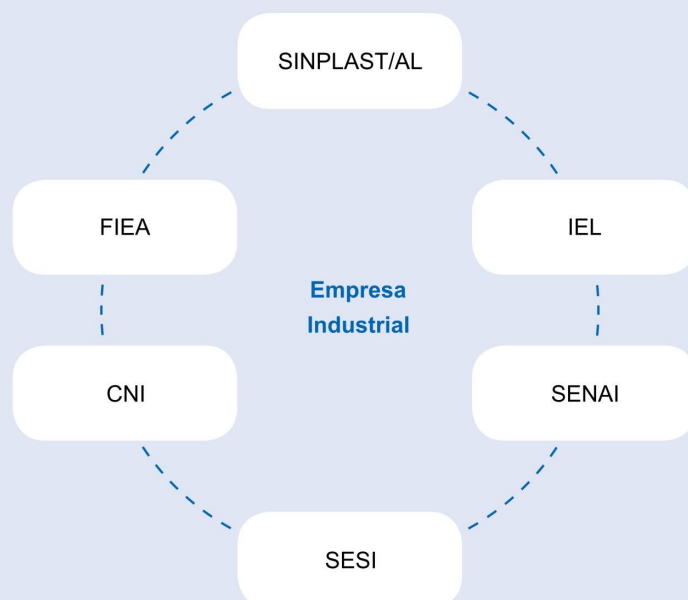 SINPLAST/AL
FIEA
IEL
Empresa
Industrial
CNI
SENAI
SESI